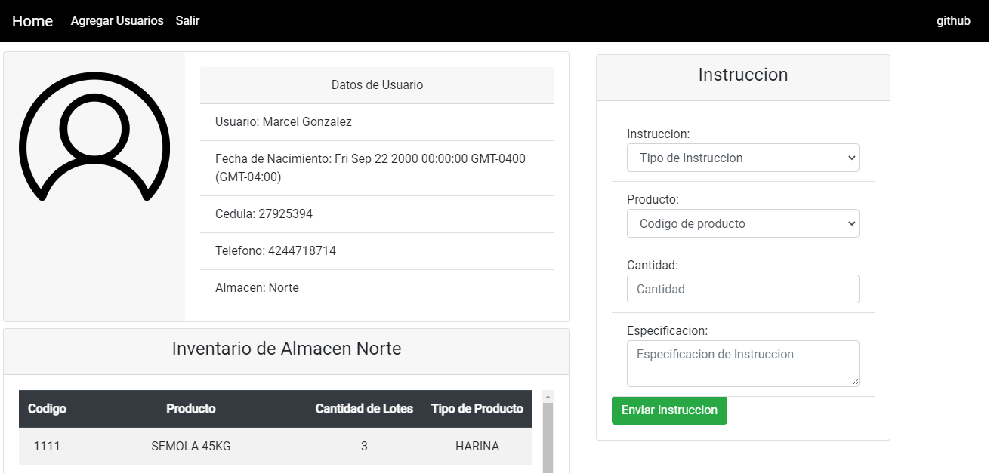 Home Agregar Usuarios Salir github
Datos de Usuario
Usuario: Marcel Gonzalez
Fecha de Nacimiento: Fri Sep 22 2000 00:00:00 GMT-0400
(GMT-04:00)
Cedula: 27925394
Telefono: 4244718714
Almacen: Norte
Inventario de Almacen Norte
Codigo Producto Cantidad de Lotes Tipo de Producto
1111 SEMOLA 45KG 3 HARINA
Instruccion
Instruccion:
Tipo de Instruccion
Producto:
Codigo de producto
Cantidad:
Cantidad
Especificacion:
Especificacion de Instruccion
Enviar Instruccion